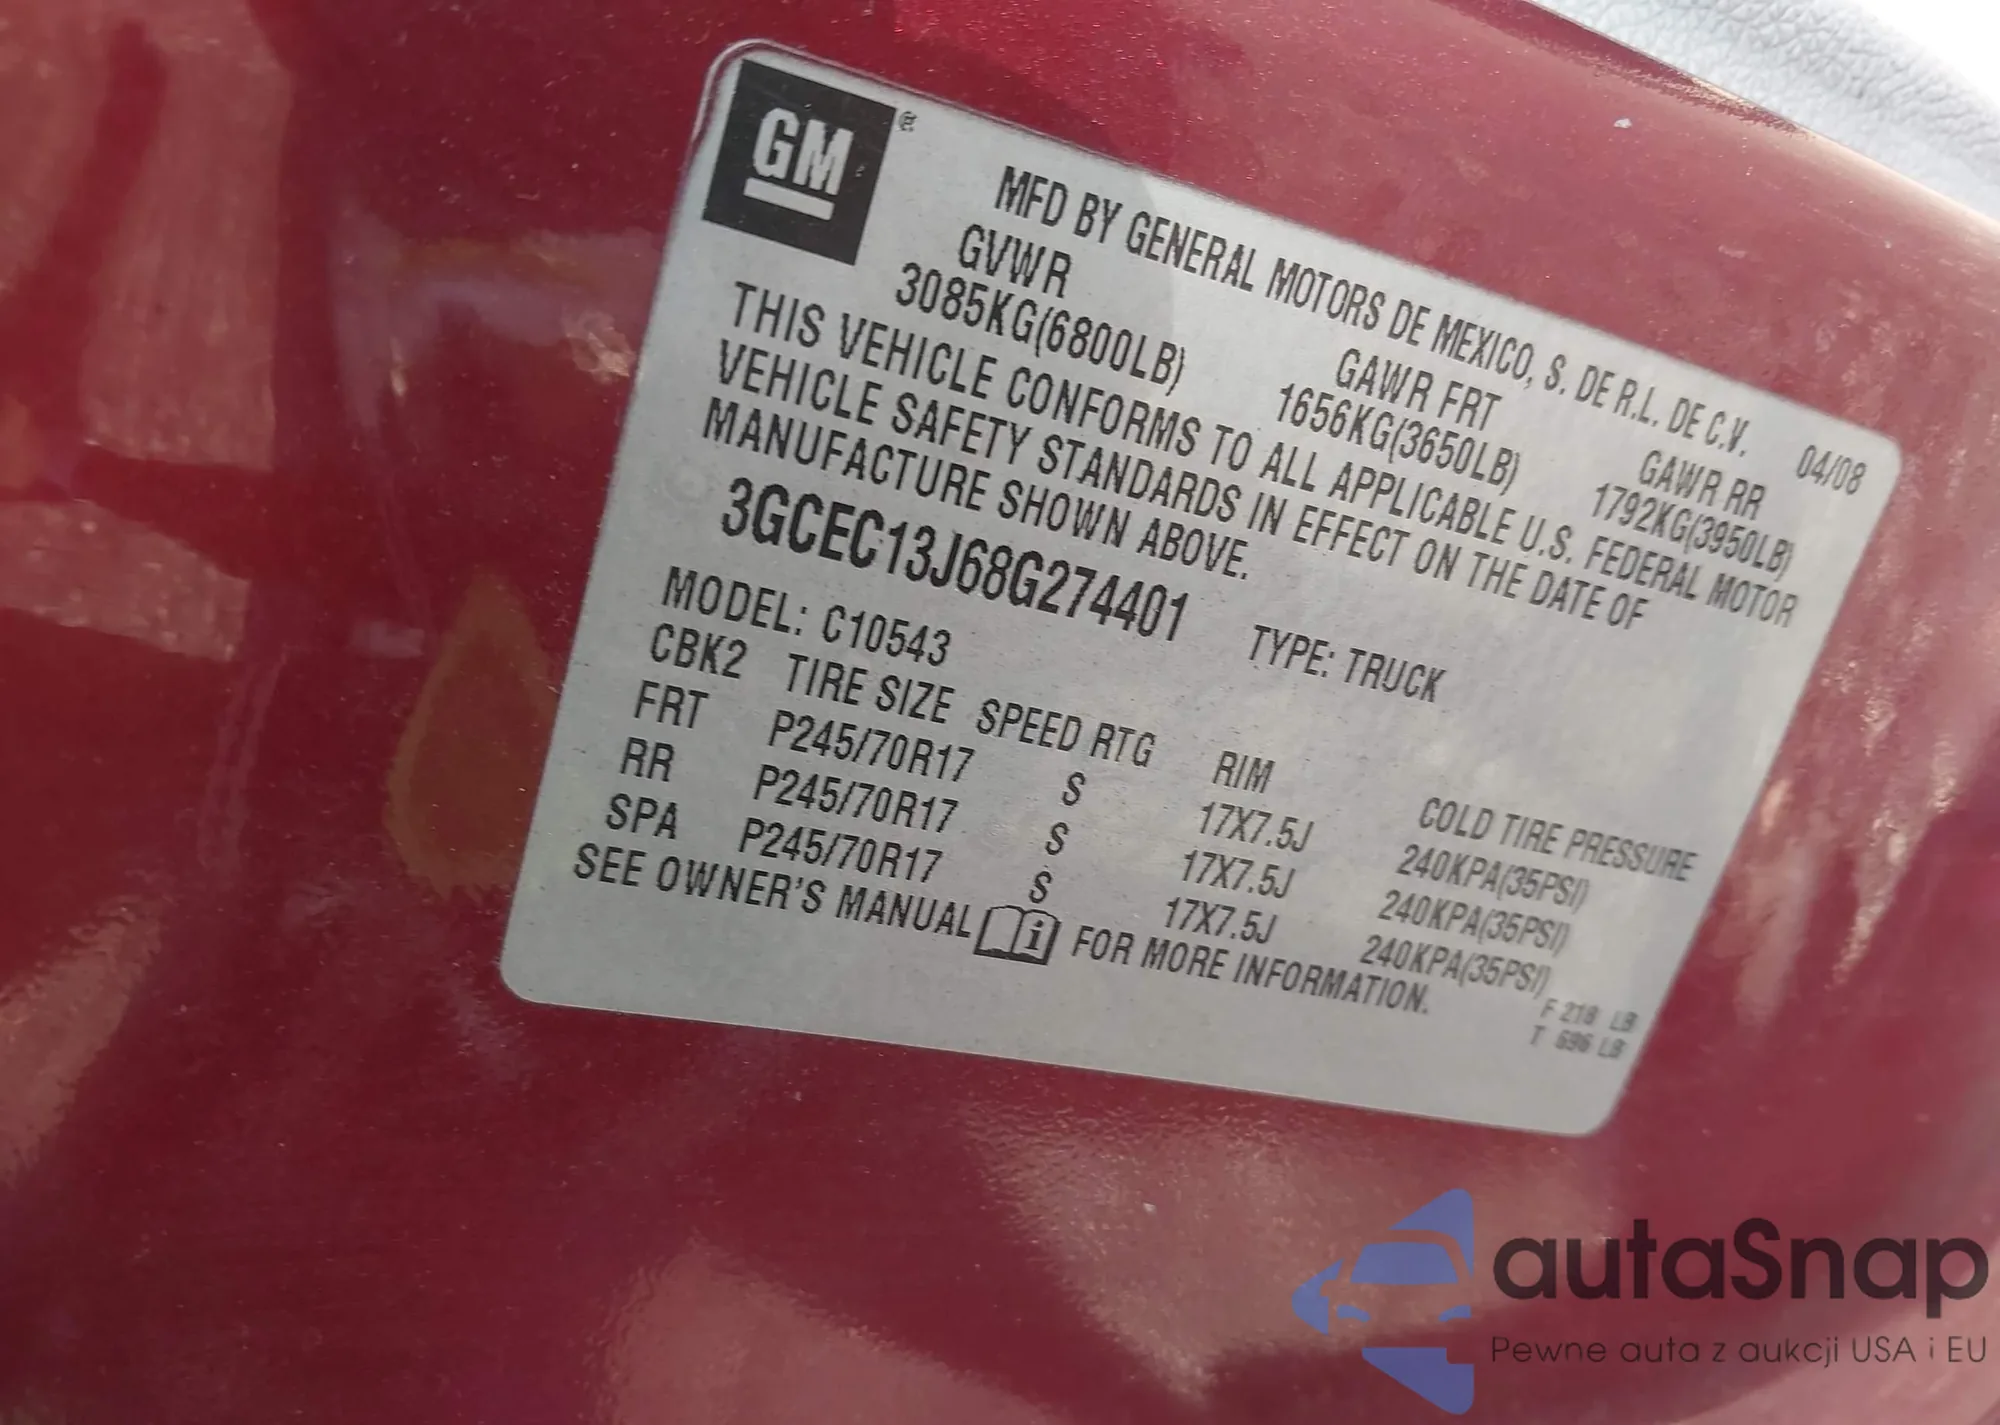 GM ®
MFD BY GENERAL MOTORS DE MEXICO, S. DE R.L. DE C.V. 04/08
GVWR GAWR FRT GAWR RR
3085KG(6800LB) 1656KG(3650LB) 1792KG(3950LB)
THIS VEHICLE CONFORMS TO ALL APPLICABLE U.S. FEDERAL MOTOR
VEHICLE SAFETY STANDARDS IN EFFECT ON THE DATE OF
MANUFACTURE SHOWN ABOVE.
3GCEC13J68G274401 TYPE: TRUCK
MODEL: C10543
CBK2 TIRE SIZE SPEED RTG RIM COLD TIRE PRESSURE
FRT P245/70R17 S 17X7.5J 240KPA(35PSI)
RR P245/70R17 S 17X7.5J 240KPA(35PSI)
SPA P245/70R17 S 17X7.5J 240KPA(35PSI)
SEE OWNER'S MANUAL i FOR MORE INFORMATION.
F 218 LB
T 696 LB
autaSnap
Pewne auta z aukcji USA i EU